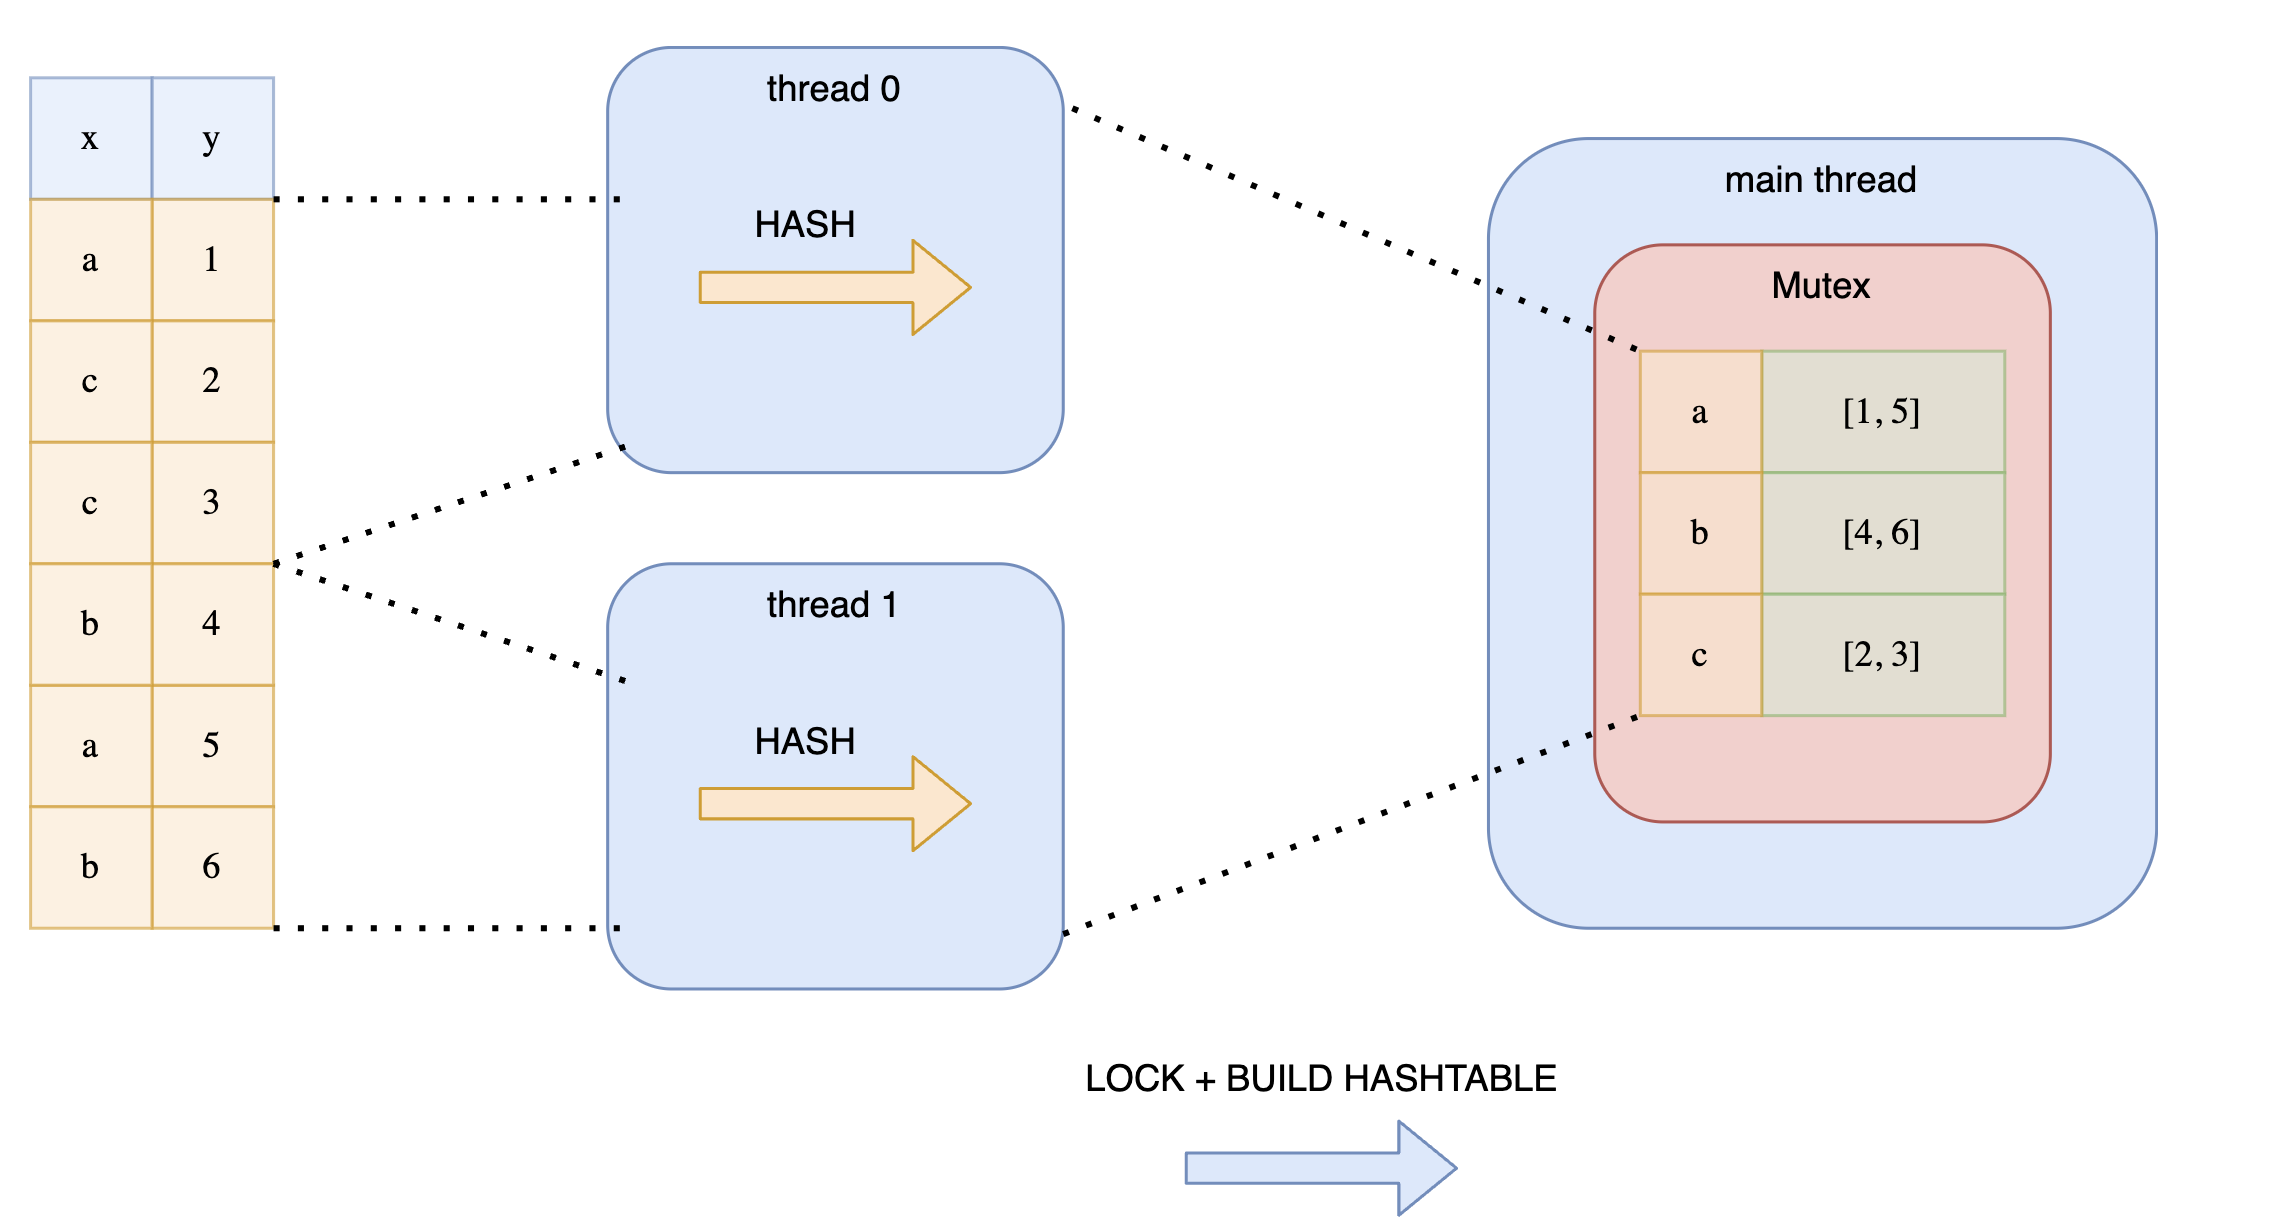 x y
a 1
c 2
c 3
b 4
a 5
b 6
thread 0
HASH
thread 1
HASH
main thread
Mutex
a [1, 5]
b [4, 6]
c [2, 3]
LOCK + BUILD HASHTABLE